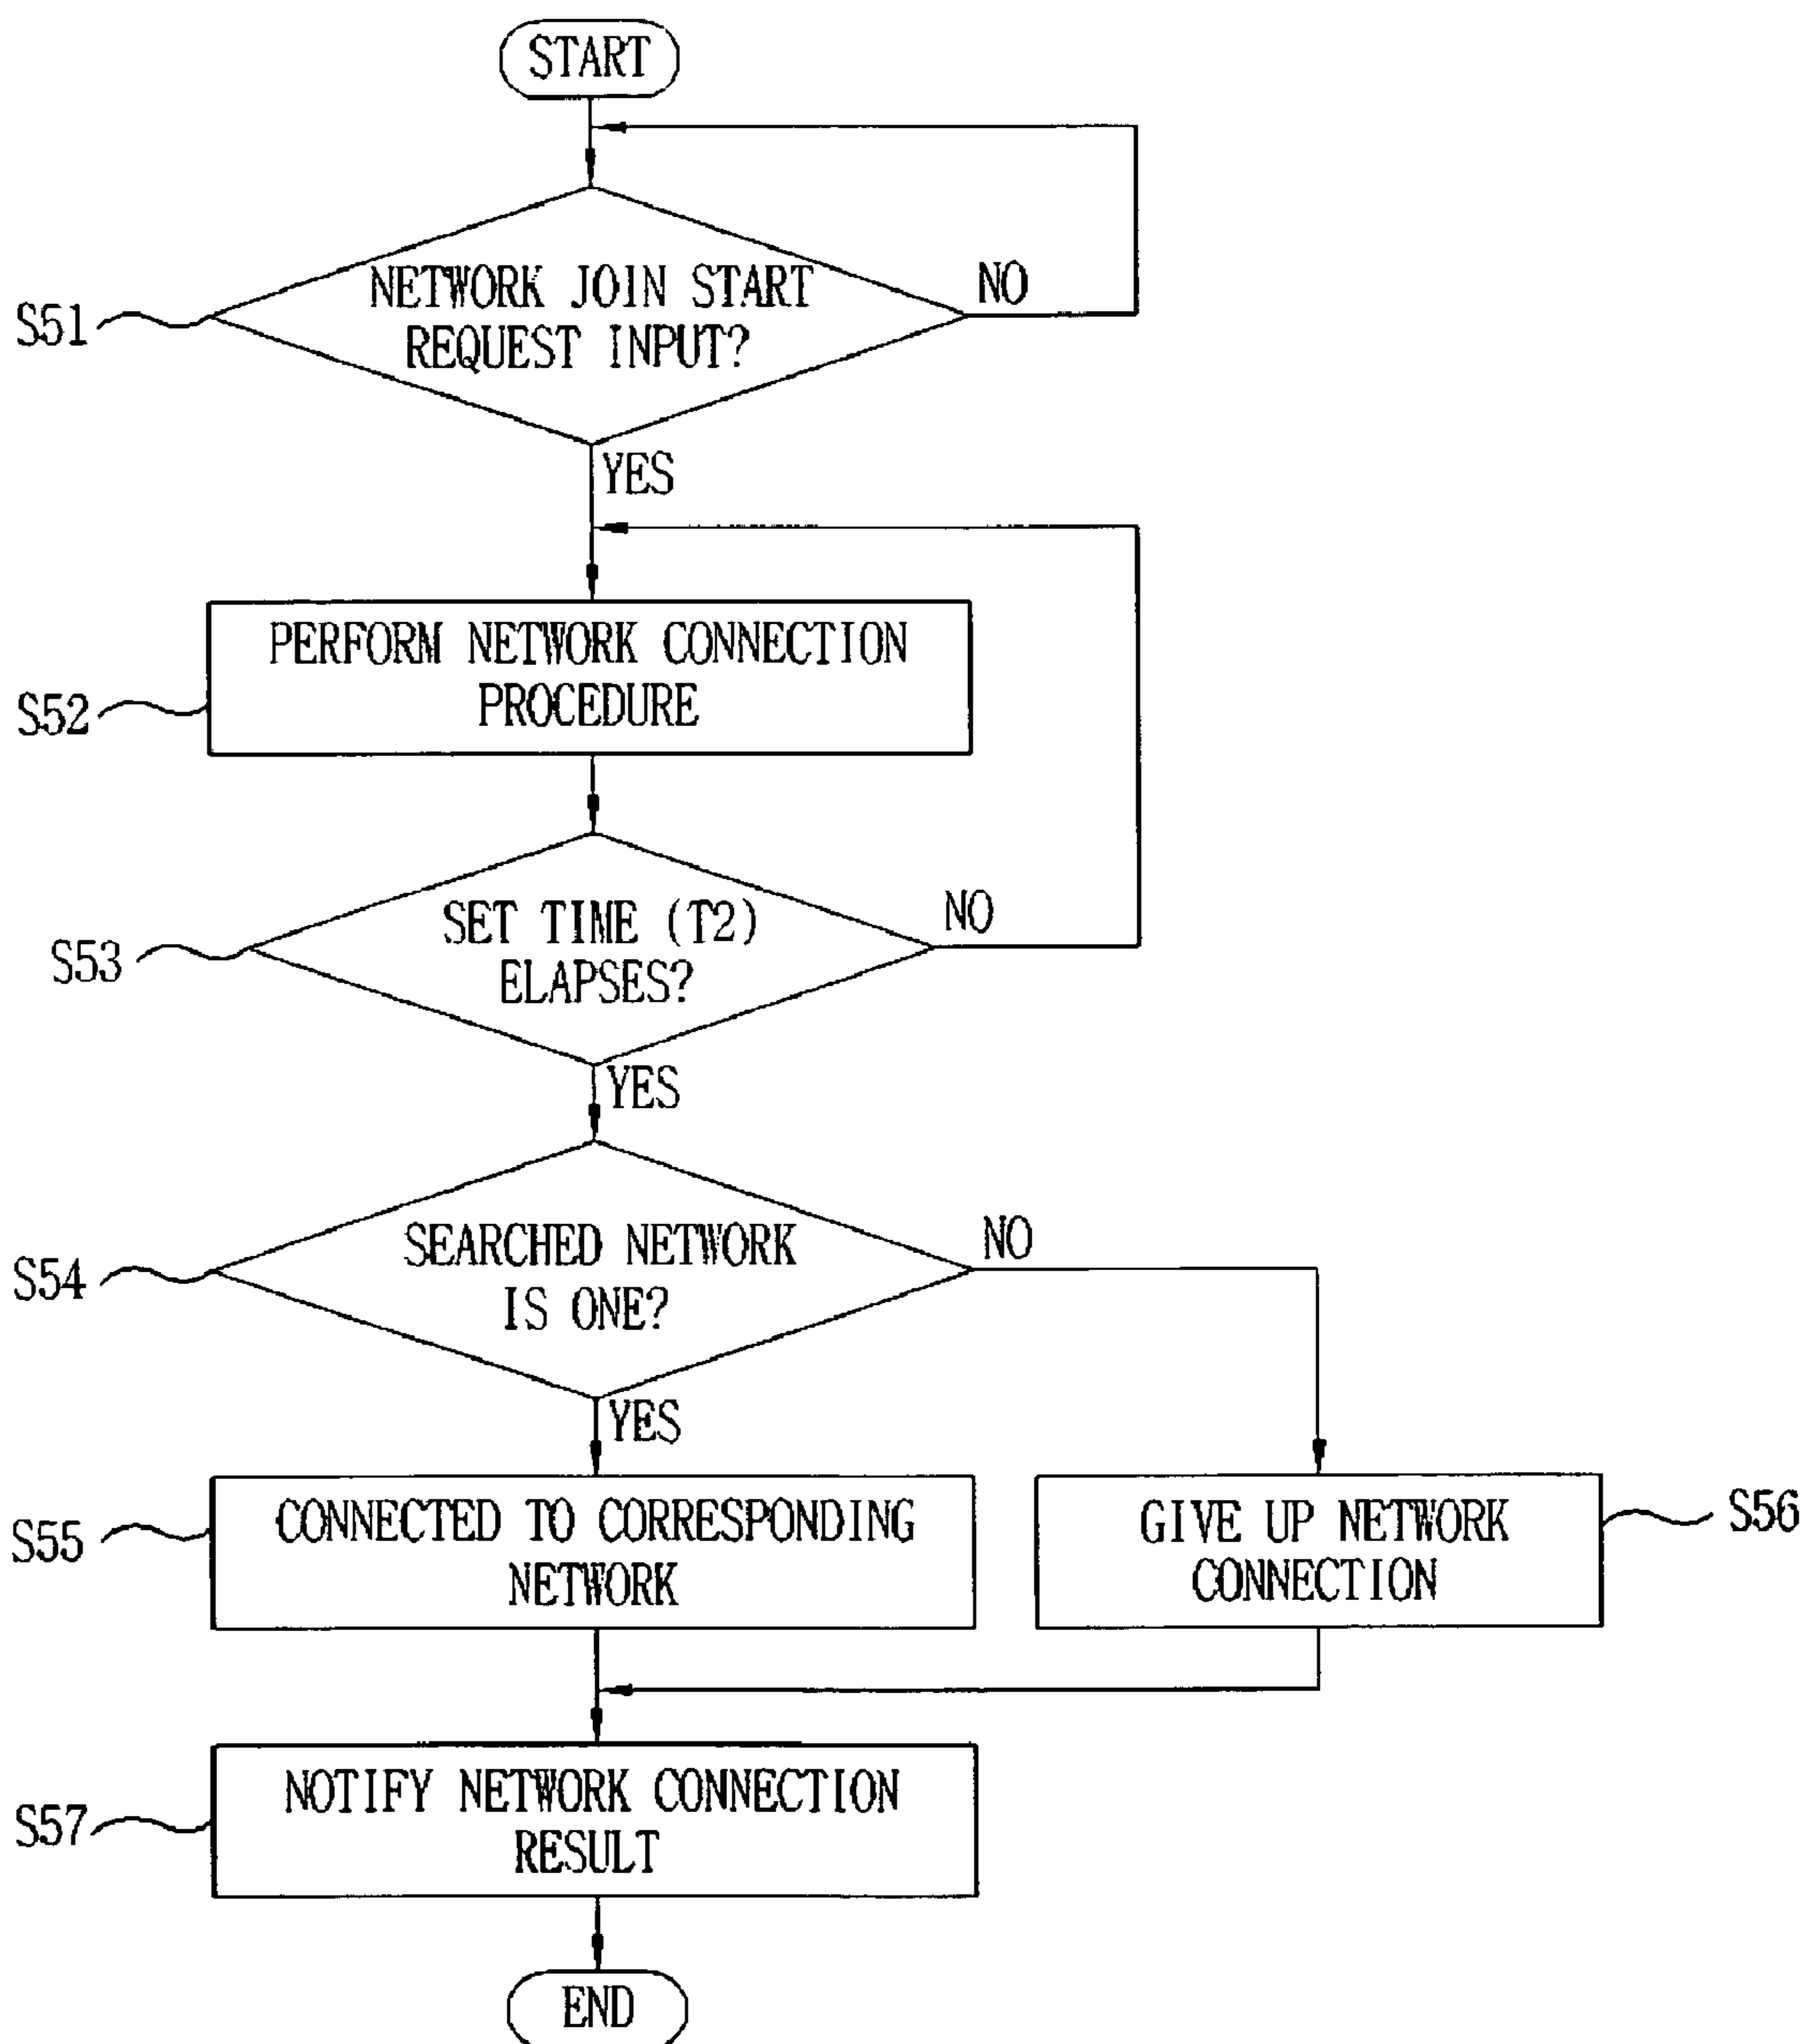 START
NETWORK JOIN START
REQUEST INPUT?
NO
S51
YES
PERFORM NETWORK CONNECTION
PROCEDURE
S52
SET TIME (T2)
ELAPSES?
NO
S53
YES
SEARCHED NETWORK
IS ONE?
NO
S54
YES
CONNECTED TO CORRESPONDING
NETWORK
S55
GIVE UP NETWORK
CONNECTION
S56
NOTIFY NETWORK CONNECTION
RESULT
S57
END